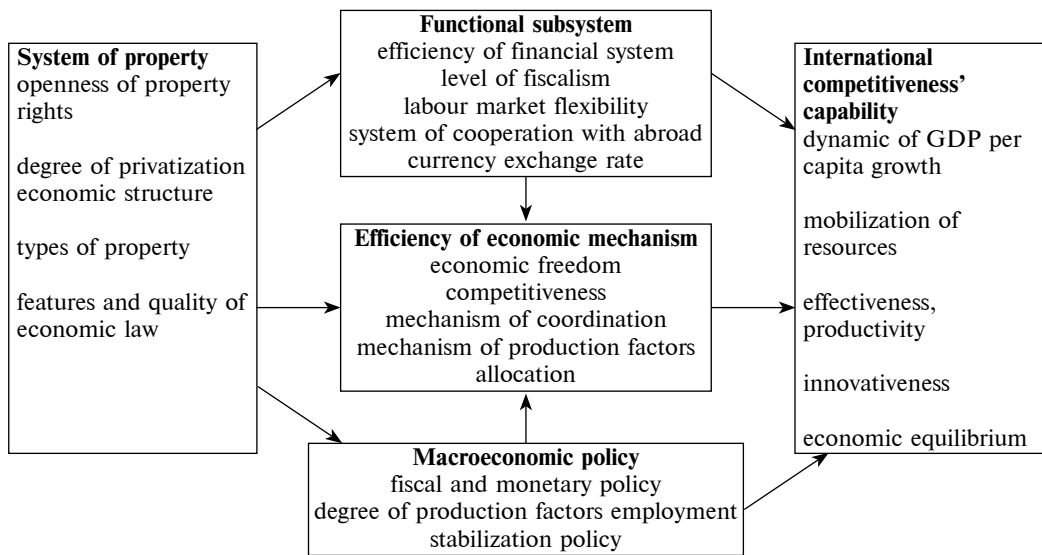 System of property
openness of property
rights
degree of privatization
economic structure
types of property
features and quality of
economic law
Functional subsystem
efficiency of financial system
level of fiscalism
labour market flexibility
system of cooperation with abroad
currency exchange rate
Efficiency of economic mechanism
economic freedom
competitiveness
mechanism of coordination
mechanism of production factors
allocation
Macroeconomic policy
fiscal and monetary policy
degree of production factors employment
stabilization policy
International
competitiveness’
capability
dynamic of GDP per
capita growth
mobilization of
resources
effectiveness,
productivity
innovativeness
economic equilibrium